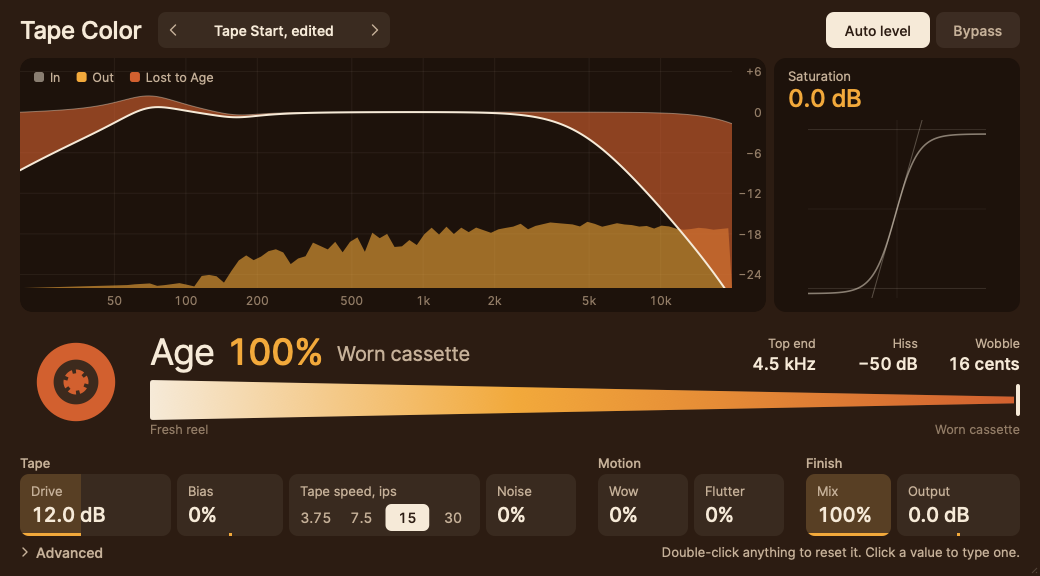 Tape Color
Tape Start, edited
Auto level
Bypass
In
Out
Lost to Age
+6
0
−6
−12
−18
−24
50
100
200
500
1k
2k
5k
10k
Saturation
0.0 dB
Age 100% Worn cassette
Top end
4.5 kHz
Hiss
−50 dB
Wobble
16 cents
Fresh reel
Worn cassette
Tape
Drive
12.0 dB
Bias
0%
Tape speed, ips
3.75 7.5 15 30
Noise
0%
Motion
Wow
0%
Flutter
0%
Finish
Mix
100%
Output
0.0 dB
Advanced
Double-click anything to reset it. Click a value to type one.